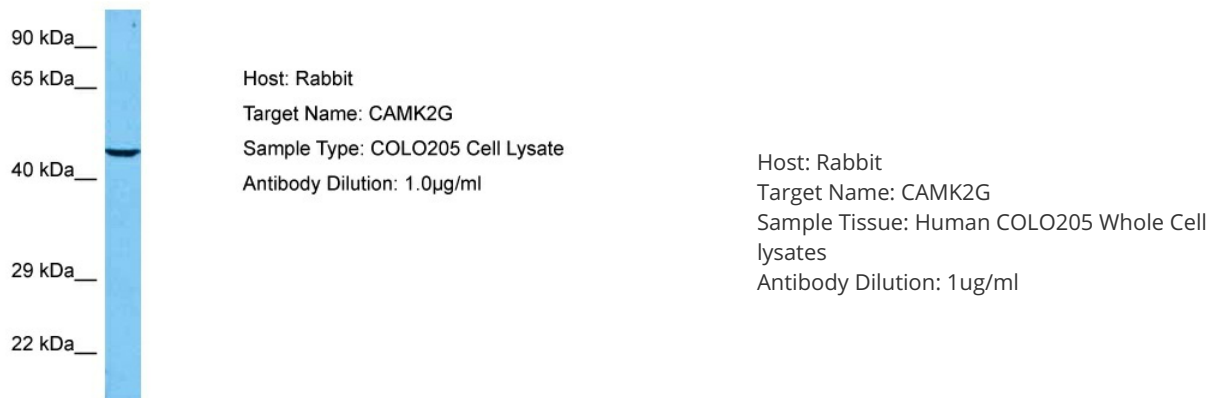 90 kDa__
65 kDa__
40 kDa__
29 kDa__
22 kDa__
Host: Rabbit
Target Name: CAMK2G
Sample Type: COLO205 Cell Lysate
Antibody Dilution: 1.0µg/ml
Host: Rabbit
Target Name: CAMK2G
Sample Tissue: Human COLO205 Whole Cell
lysates
Antibody Dilution: 1ug/ml